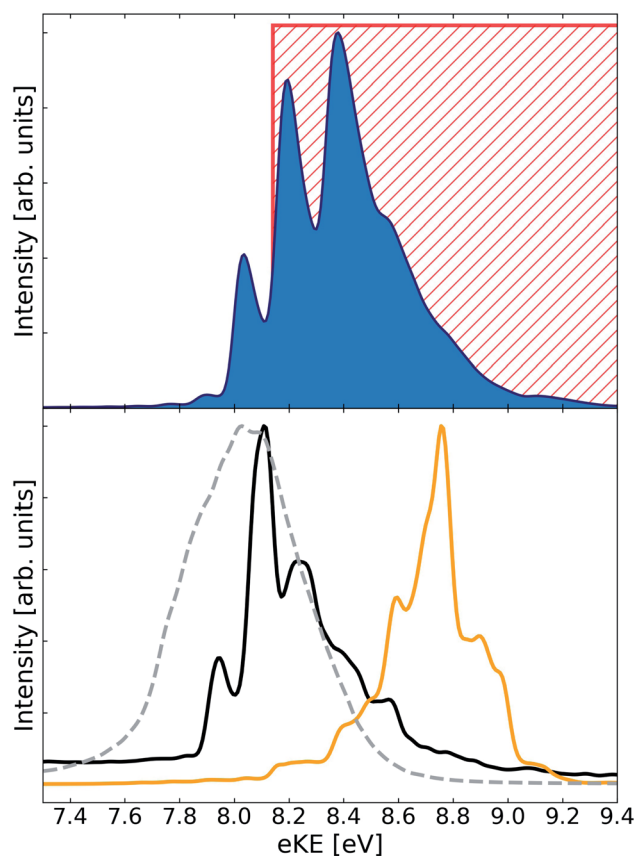 Intensity [arb. units]
Intensity [arb. units]
7.4 7.6 7.8 8.0 8.2 8.4 8.6 8.8 9.0 9.2 9.4
eKE [eV]